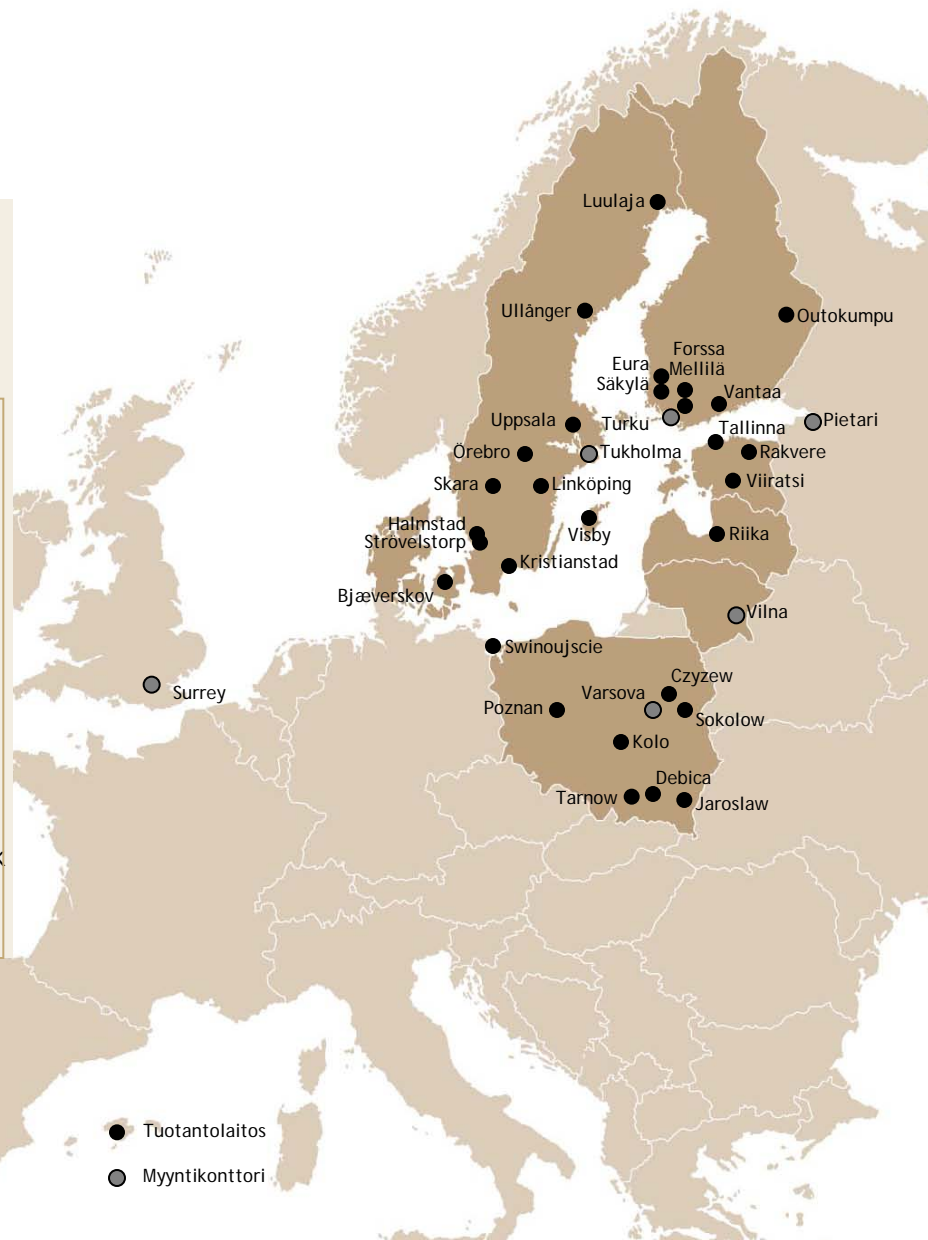 Luulaja
Ullånger
Outokumpu
Forssa
Eura
Mellilä
Säkylä
Vantaa
Uppsala
Turku
Pietari
Tallinna
Örebro
Tukholma
Rakvere
Skara
Linköping
Viiratsi
Halmstad
Visby
Riika
Strövelstorp
Kristianstad
Bjæverskov
Vilna
Swinoujscie
Czyzew
Surrey
Varsova
Poznan
Sokolow
Kolo
Debica
Tarnow
Jaroslaw
Tuotantolaitos
Myyntikonttori